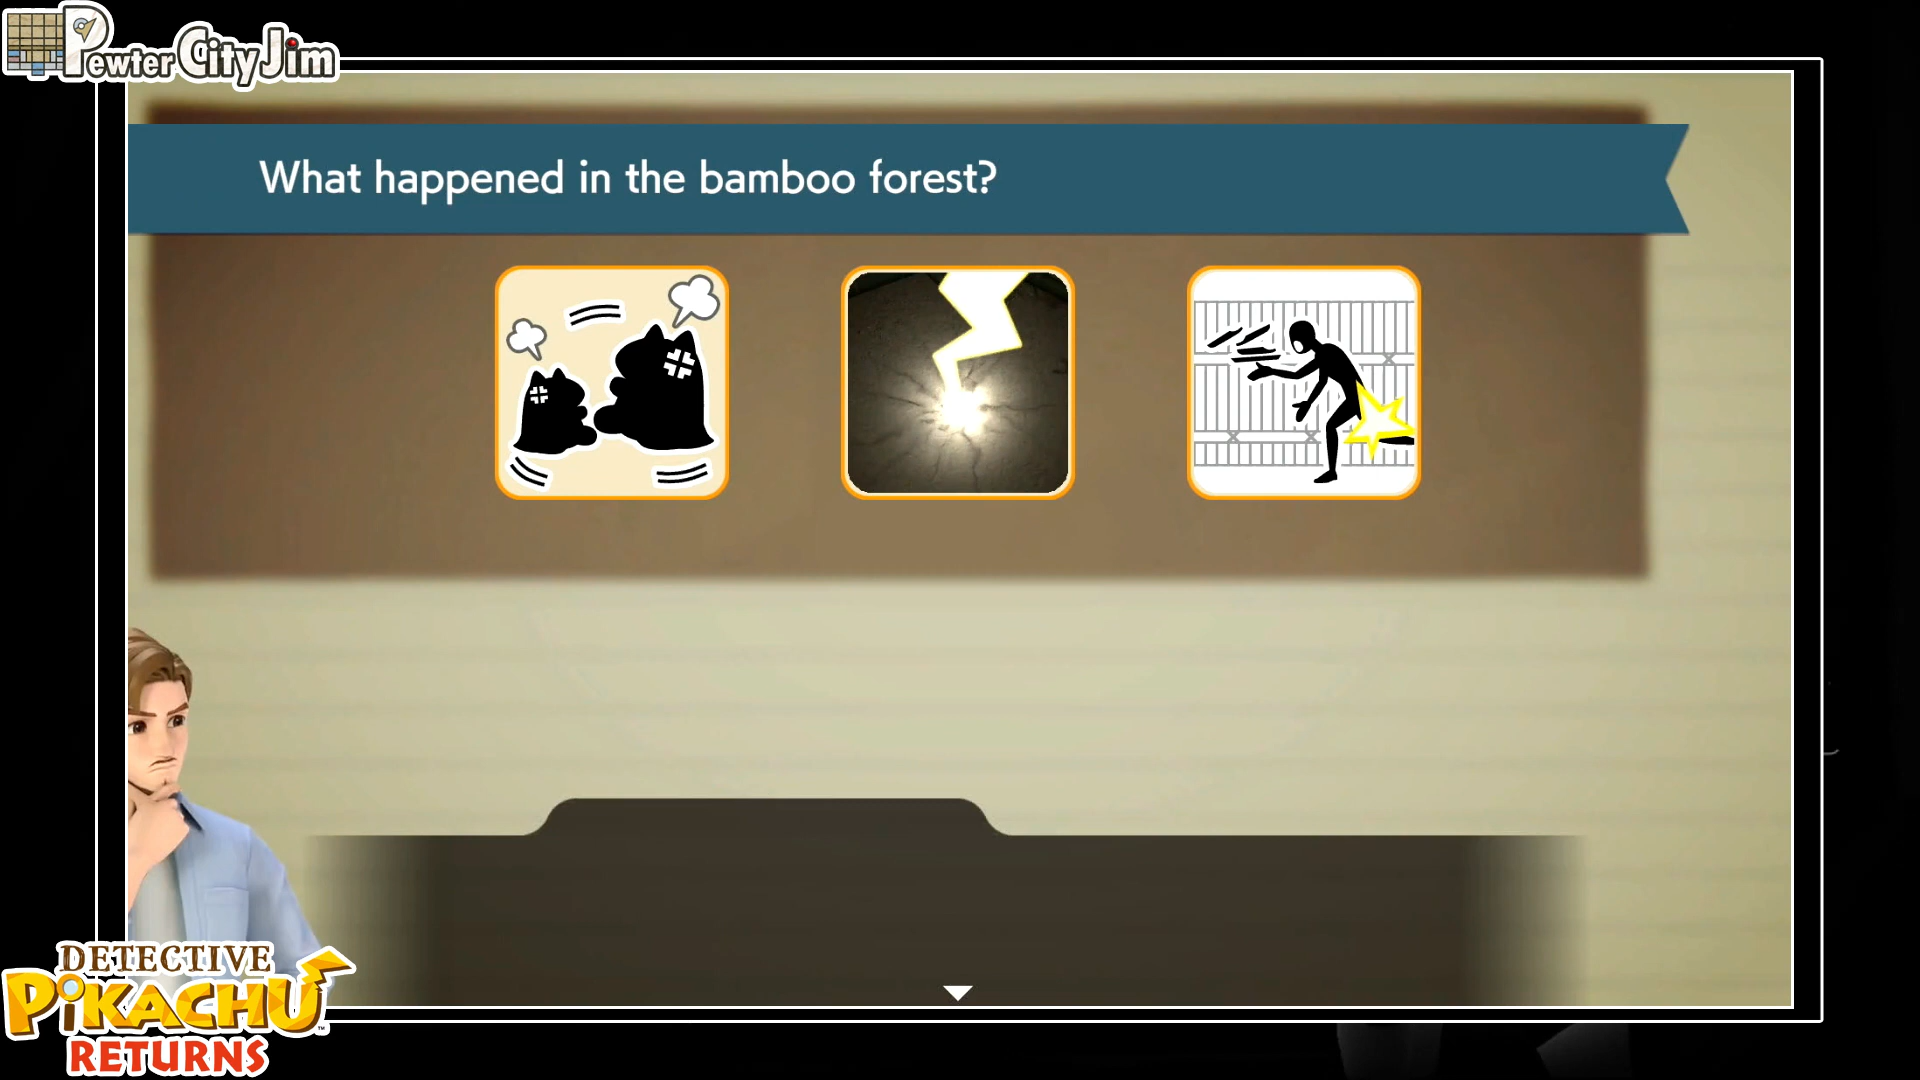 Pewter City Jim
What happened in the bamboo forest?
DETECTIVE
PiKACHU
RETURNS